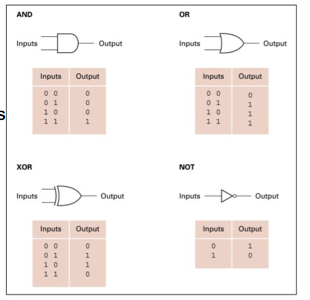 AND
Inputs Output
Inputs Output
0 0 0
0 1 0
1 0 0
1 1 1
OR
Inputs Output
Inputs Output
0 0 0
0 1 1
1 0 1
1 1 1
s
XOR
Inputs Output
Inputs Output
0 0 0
0 1 1
1 0 1
1 1 0
NOT
Inputs Output
Inputs Output
0 1
1 0